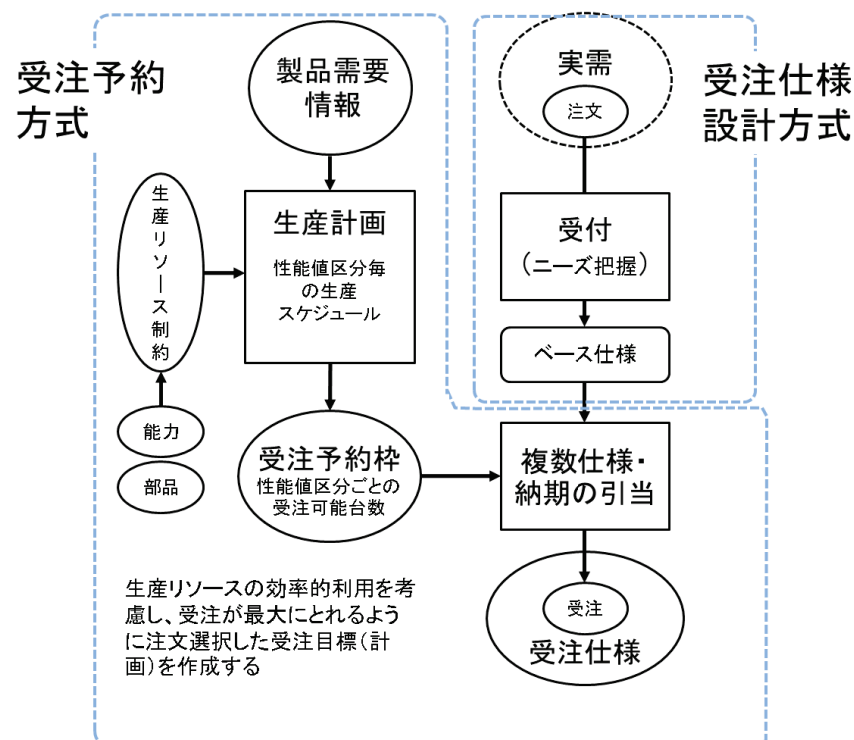 受注予約
方式
製品需要
情報
生産リソース制約
生産計画
性能値区分毎
の生産
スケジュール
能力
部品
受注予約枠
性能値区分ごとの
受注可能台数
生産リソースの効率的利用を考
慮し、受注が最大にとれるよう
に注文選択した受注目標(計
画)を作成する
受注仕様
設計方式
実需
注文
受付
(ニーズ把握)
ベース仕様
複数仕様・
納期の引当
受注
受注仕様